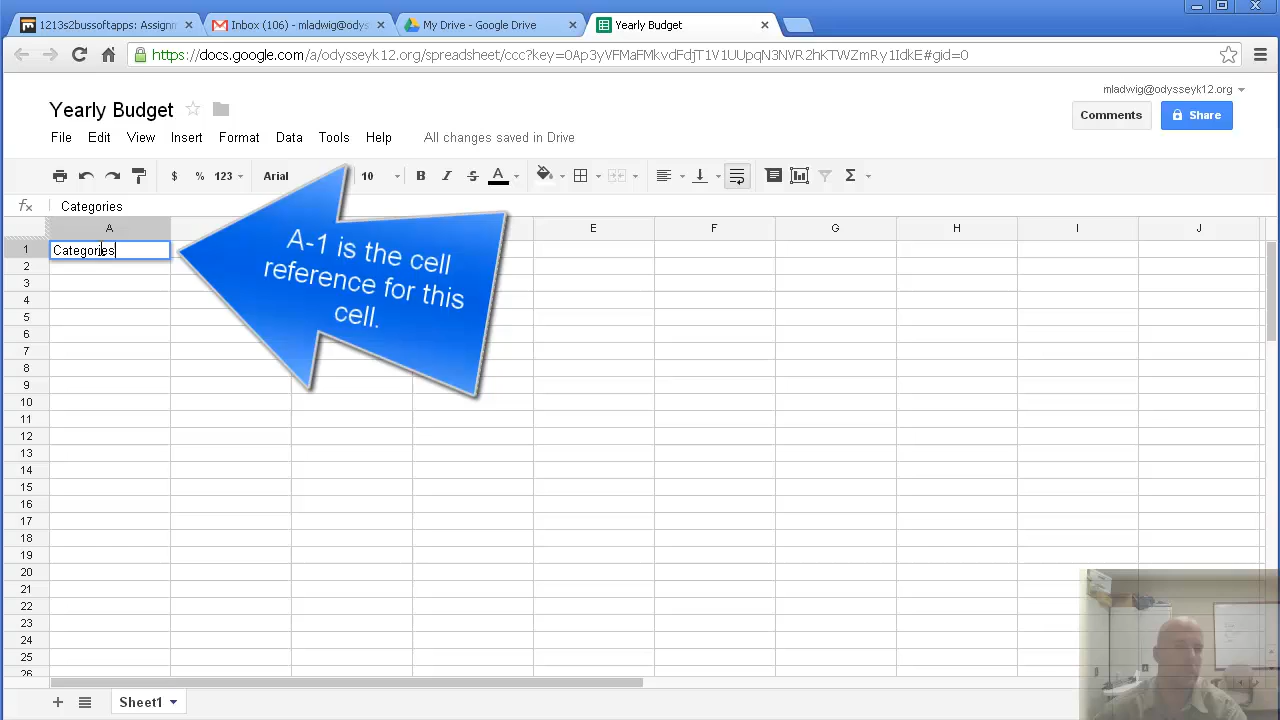 1213s2ussoftapps: Assignm
Inbox (106) - mladwig@odys
My Drive - Google Drive
Yearly Budget
https://docs.google.com/a/odysseyk12.org/spreadsheet/ccc?key=0Ap3yVFMaFMkvdFdjT1V1UUpqN3NVR2hKTWZmRy1IdkE#gid=0
mladwig@odysseyk12.org
Yearly Budget
Comments
Share
File Edit View Insert Format Data Tools Help All changes saved in Drive
$ % 123 Arial 10 B I S A Σ
fx Categories
A E F G H I J
1 Categories
A-1 is the cell
reference for this
cell.
2
3
4
5
6
7
8
9
10
11
12
13
14
15
16
17
18
19
20
21
22
23
24
25
26
+ Sheet1